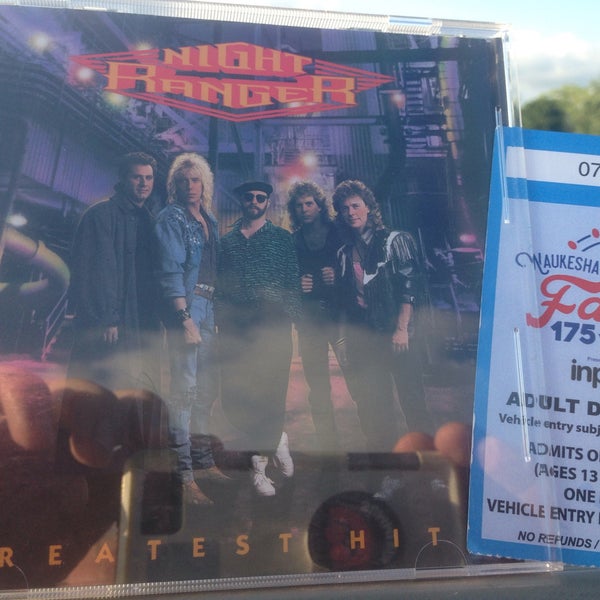 NIGHT
RANGER
REATEST HIT
07
WAUKESHA
Fa
175
inp
ADULT D
Vehicle entry subj
ADMITS O
(AGES 13
ONE
VEHICLE ENTRY
NO REFUNDS /